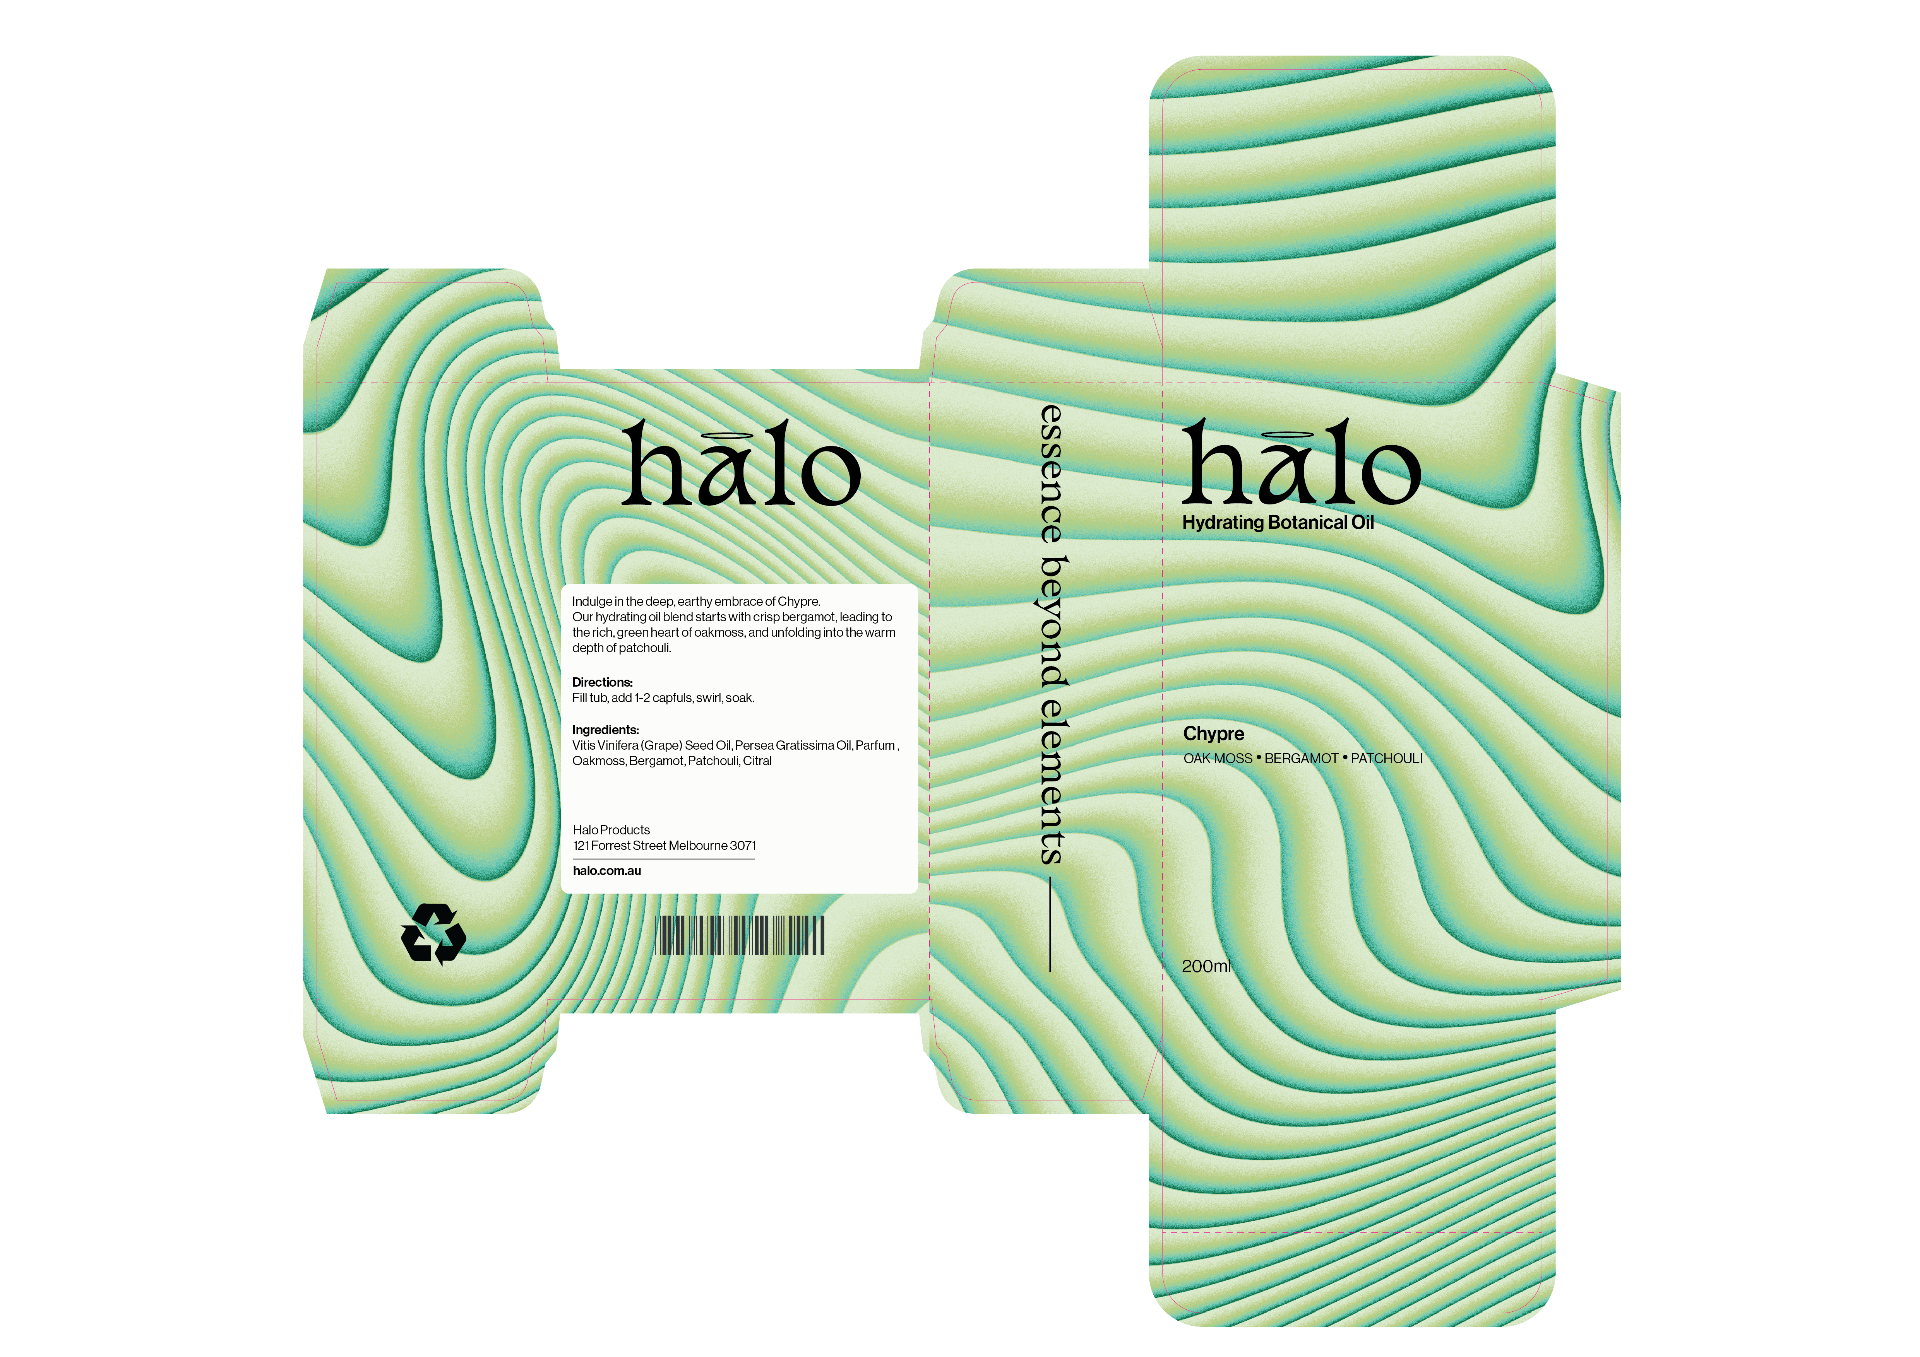 hālo
Indulge in the deep, earthy embrace of Chypre.
Our hydrating oil blend starts with crisp bergamot, leading to
the rich, green heart of oakmoss, and unfolding into the warm
depth of patchouli.
Directions:
Fill tub, add 1-2 capfuls, swirl, soak.
Ingredients:
Vitis Vinifera (Grape) Seed Oil, Persea Gratissima Oil, Parfum ,
Oakmoss, Bergamot, Patchouli, Citral
Halo Products
121 Forrest Street Melbourne 3071
halo.com.au
essence beyond elements
hālo
Hydrating Botanical Oil
Chypre
OAK MOSS • BERGAMOT • PATCHOULI
200ml